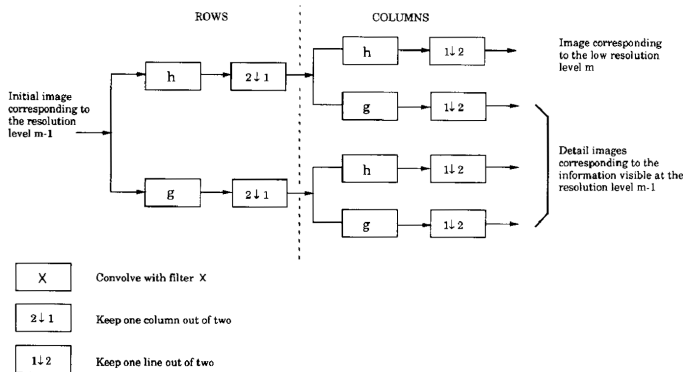 ROWS
COLUMNS
h
2↓1
h
1↓2
Image corresponding
to the low resolution
level m
Initial image
corresponding to
the resolution
level m-1
g
1↓2
Detail images
corresponding to the
information visible at the
resolution level m-1
h
1↓2
g
2↓1
g
1↓2
X
Convolve with filter X
2↓1
Keep one column out of two
1↓2
Keep one line out of two